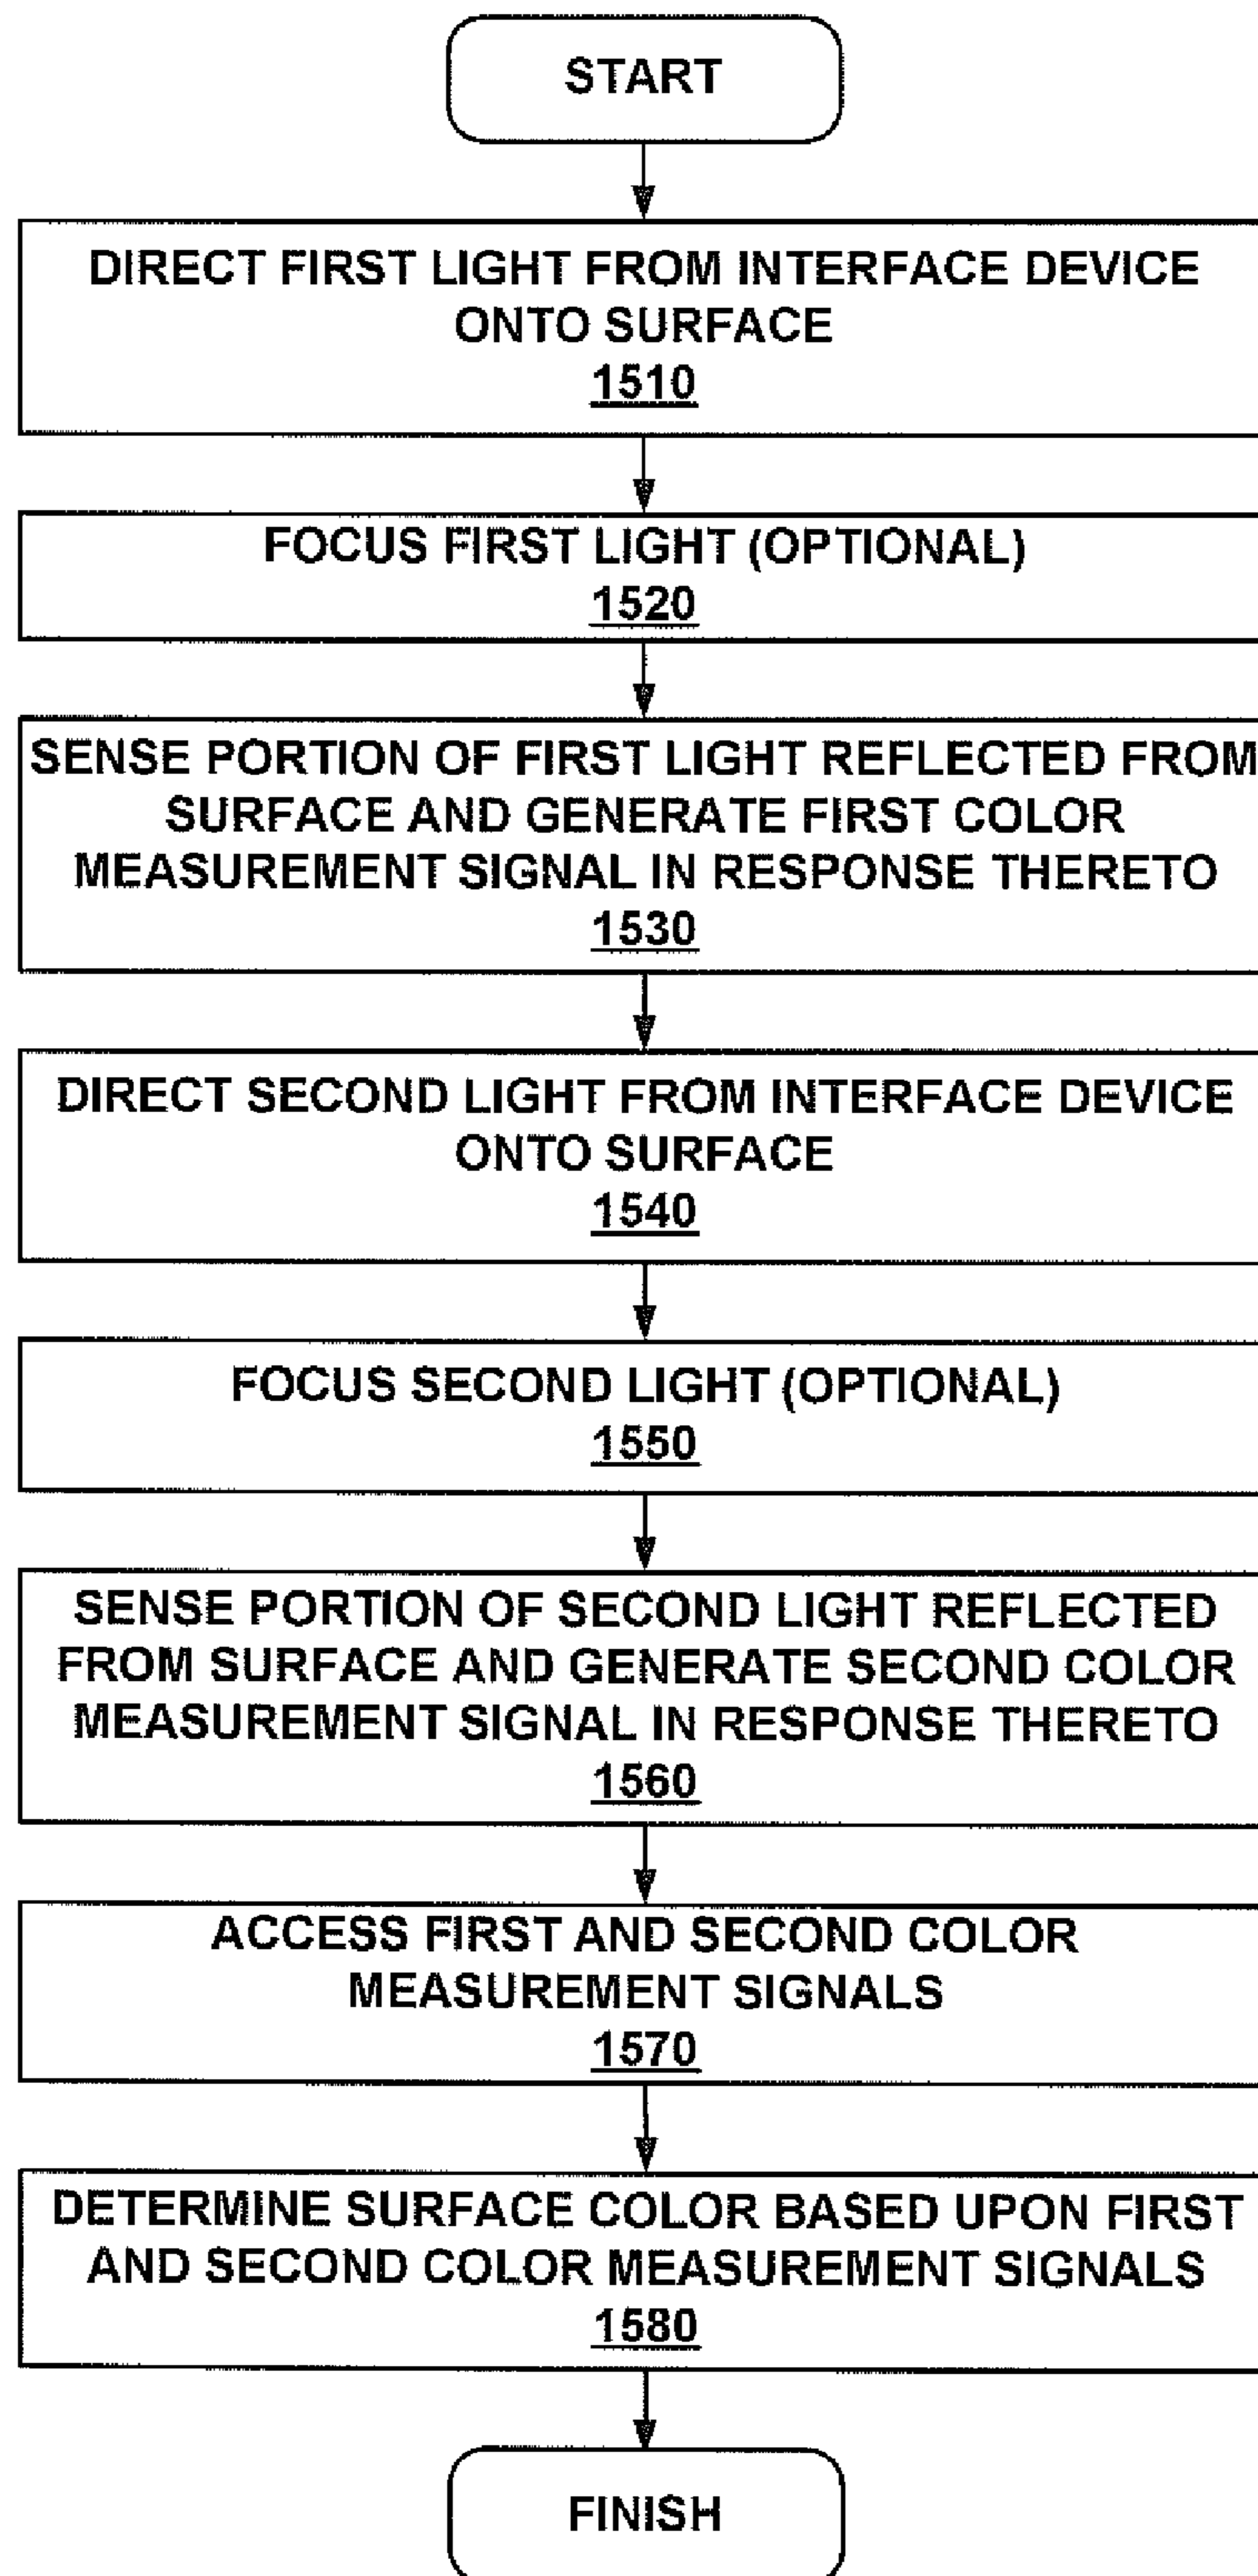 START
DIRECT FIRST LIGHT FROM INTERFACE DEVICE
ONTO SURFACE
1510
FOCUS FIRST LIGHT (OPTIONAL)
1520
SENSE PORTION OF FIRST LIGHT REFLECTED FROM
SURFACE AND GENERATE FIRST COLOR
MEASUREMENT SIGNAL IN RESPONSE THERETO
1530
DIRECT SECOND LIGHT FROM INTERFACE DEVICE
ONTO SURFACE
1540
FOCUS SECOND LIGHT (OPTIONAL)
1550
SENSE PORTION OF SECOND LIGHT REFLECTED
FROM SURFACE AND GENERATE SECOND COLOR
MEASUREMENT SIGNAL IN RESPONSE THERETO
1560
ACCESS FIRST AND SECOND COLOR
MEASUREMENT SIGNALS
1570
DETERMINE SURFACE COLOR BASED UPON FIRST
AND SECOND COLOR MEASUREMENT SIGNALS
1580
FINISH